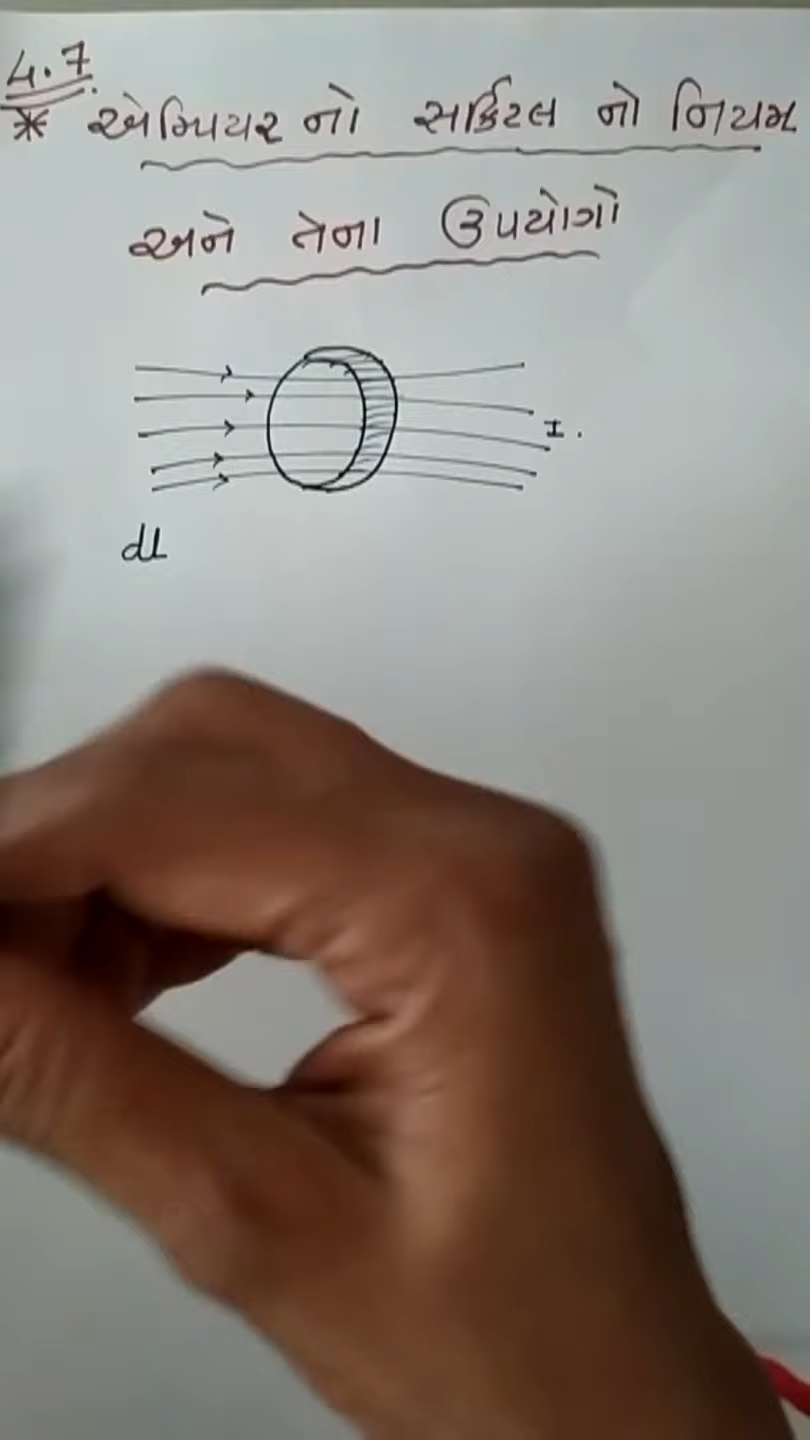 4.7
* એમ્પિયર નો સર્કિટલ નો નિયમ
અને તેના ઉપયોગો
I.
dl